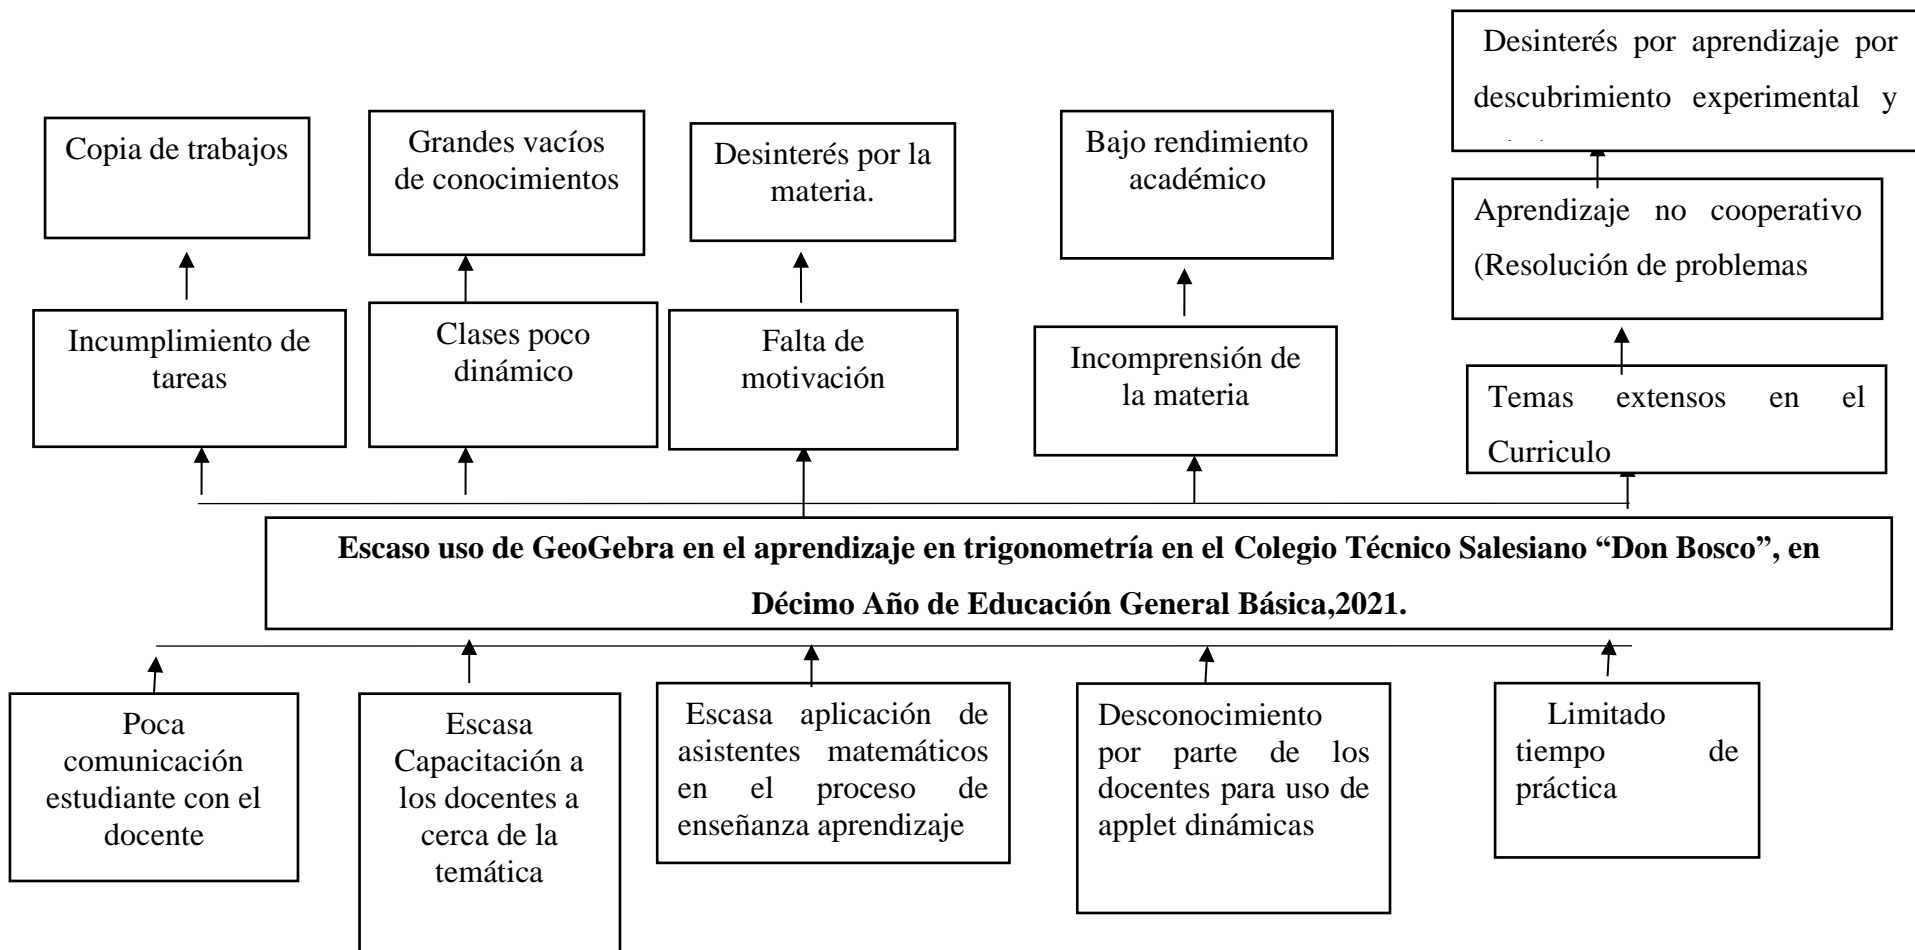 Desinterés por aprendizaje por
descubrimiento experimental y
Copia de trabajos
Grandes vacíos
de conocimientos
Desinterés por la
materia.
Bajo rendimiento
académico
Aprendizaje no cooperativo
(Resolución de problemas
Incumplimiento de
tareas
Clases poco
dinámico
Falta de
motivación
Incomprensión de
la materia
Temas extensos en el
Curriculo
Escaso uso de GeoGebra en el aprendizaje en trigonometría en el Colegio Técnico Salesiano “Don Bosco”, en
Décimo Año de Educación General Básica,2021.
Poca
comunicación
estudiante con el
docente
Escasa
Capacitación a
los docentes a
cerca de la
temática
Escasa aplicación de
asistentes matemáticos
en el proceso de
enseñanza aprendizaje
Desconocimiento
por parte de los
docentes para uso de
applet dinámicas
Limitado
tiempo de
práctica